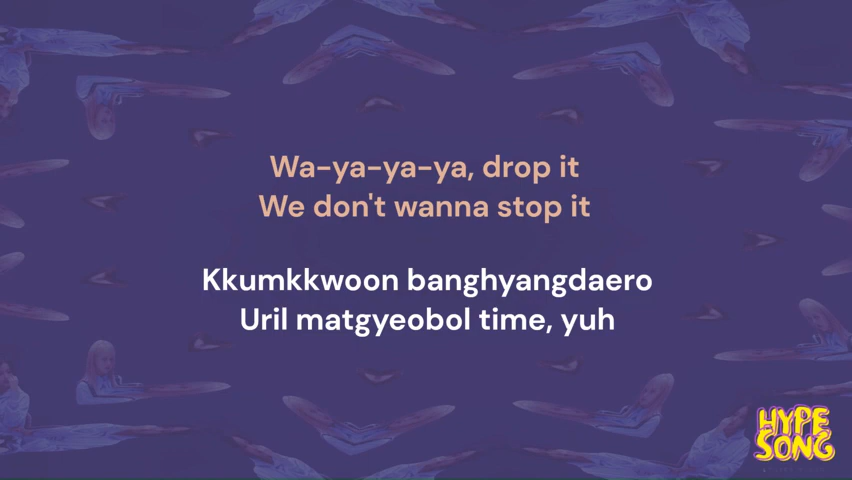 Wa-ya-ya-ya, drop it
We don't wanna stop it
Kkumkkwoon banghyangdaero
Uril matgyeobol time, yuh
HYPE
SONG